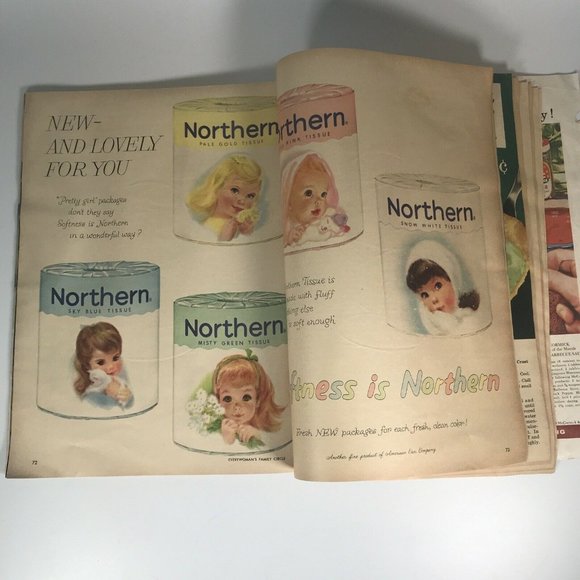 NEW-
AND LOVELY
FOR YOU
"Pretty girl" packages
don't they say
Softness is Northern
in a wonderful way?
Northern
PALE GOLD TISSUE
Northern
SKY BLUE TISSUE
Northern
MISTY GREEN TISSUE
72
EVERYWOMAN'S FAMILY CIRCLE
rthern
PINK TISSUE
Northern
SNOW WHITE TISSUE
Tissue is
with fluff
else
soft enough
tness is Northern
Fresh NEW packages for each fresh, clean color!
Another fine product of American Can Company
73
y!
¢